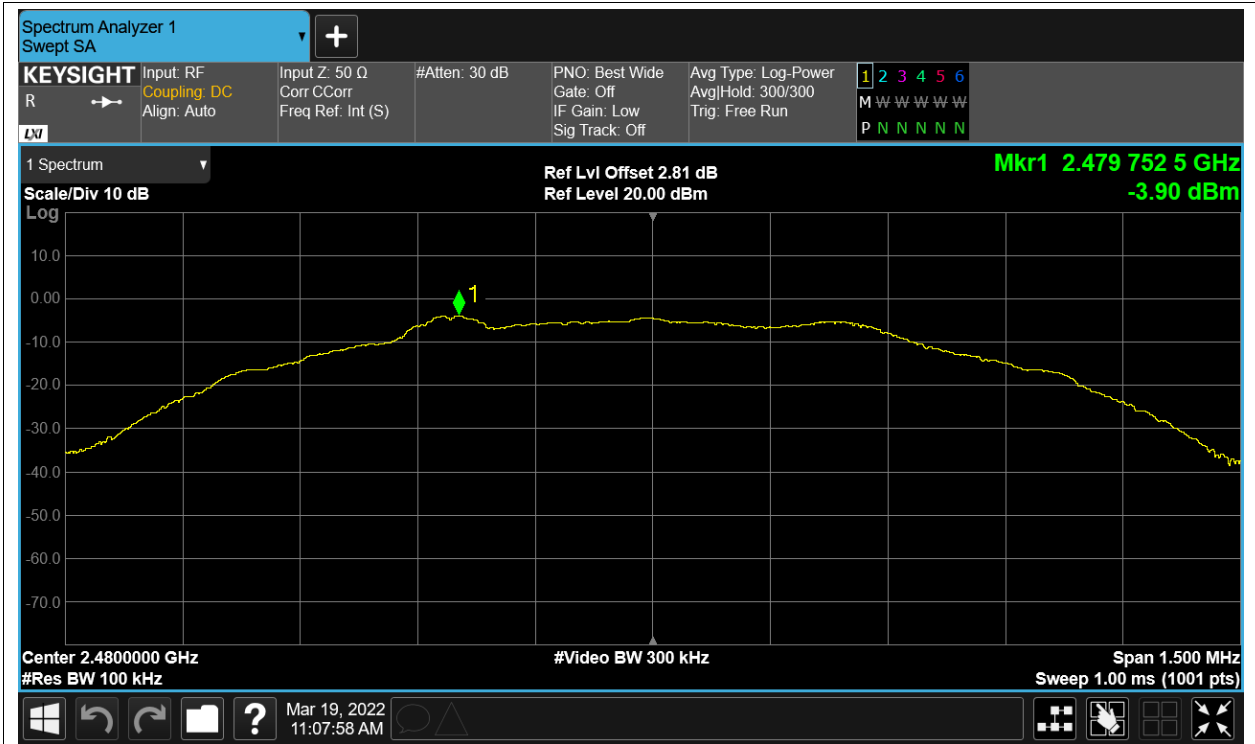 Spectrum Analyzer 1
Swept SA
KEYSIGHT
R
LXI
Input: RF
Coupling: DC
Align: Auto
Input Z: 50 Ω
Corr CCorr
Freq Ref: Int (S)
#Atten: 30 dB
PNO: Best Wide
Gate: Off
IF Gain: Low
Sig Track: Off
Avg Type: Log-Power
Avg|Hold: 300/300
Trig: Free Run
1 2 3 4 5 6
M W W W W W
P N N N N N
1 Spectrum
Scale/Div 10 dB
Log
Ref Lvl Offset 2.81 dB
Ref Level 20.00 dBm
Mkr1 2.479 752 5 GHz
-3.90 dBm
10.0
0.00
1
-10.0
-20.0
-30.0
-40.0
-50.0
-60.0
-70.0
Center 2.4800000 GHz
#Video BW 300 kHz
Span 1.500 MHz
#Res BW 100 kHz
Sweep 1.00 ms (1001 pts)
?
Mar 19, 2022
11:07:58 AM